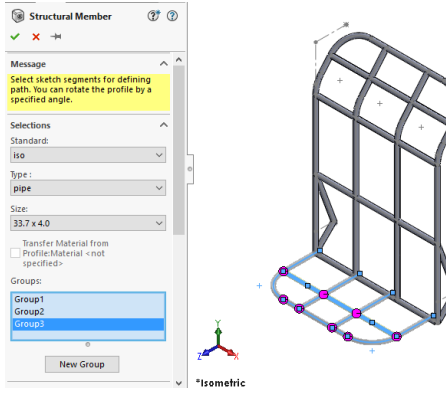 Structural Member
Message
Select sketch segments for defining
path. You can rotate the profile by a
specified angle.
Selections
Standard:
iso
Type :
pipe
Size:
33.7 x 4.0
Transfer Material from
Profile:Material <not
specified>
Groups:
Group1
Group2
Group3
New Group
Y
Z
X
*Isometric